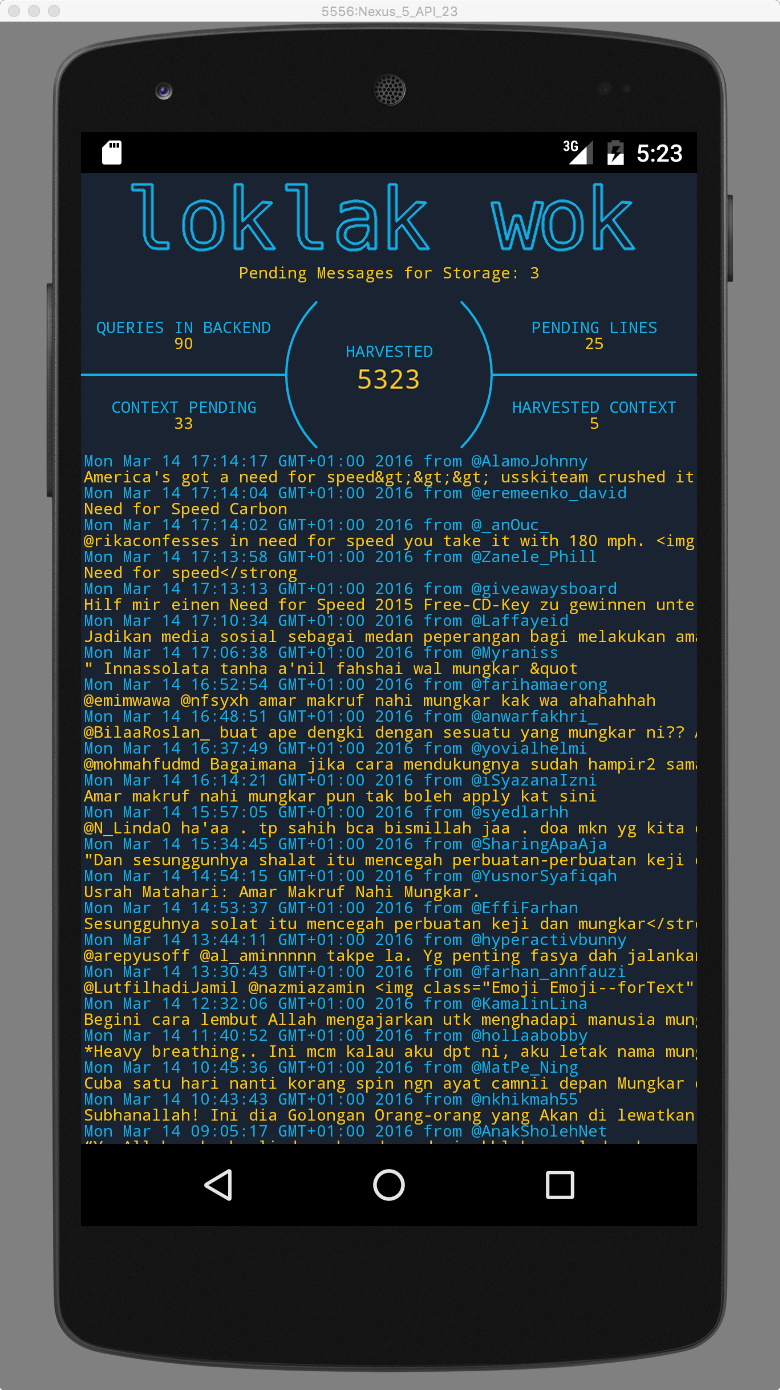 5556:Nexus_5_API_23
3G 5:23
loklak wok
Pending Messages for Storage: 3
QUERIES IN BACKEND
90
PENDING LINES
25
HARVESTED
5323
CONTEXT PENDING
33
HARVESTED CONTEXT
5
Mon Mar 14 17:14:17 GMT+01:00 2016 from @AlamoJohnny
America's got a need for speed&gt;&gt;&gt; usskiteam crushed it
Mon Mar 14 17:14:04 GMT+01:00 2016 from @eremeenko_david
Need for Speed Carbon
Mon Mar 14 17:14:02 GMT+01:00 2016 from @_anOuc_
@rikaconfesses in need for speed you take it with 180 mph. <img
Mon Mar 14 17:13:58 GMT+01:00 2016 from @Zanele_Phill
Need for speed</strong
Mon Mar 14 17:13:13 GMT+01:00 2016 from @giveawaysboard
Hilf mir einen Need for Speed 2015 Free-CD-Key zu gewinnen unte
Mon Mar 14 17:10:34 GMT+01:00 2016 from @Laffayeid
Jadikan media sosial sebagai medan peperangan bagi melakukan ama
Mon Mar 14 17:06:38 GMT+01:00 2016 from @Myraniss
" Innassolata tanha a'nil fahshai wal mungkar &quot
Mon Mar 14 16:52:54 GMT+01:00 2016 from @farihamaerong
@emimwawa @nfsyxh amar makruf nahi mungkar kak wa ahahahhah
Mon Mar 14 16:48:51 GMT+01:00 2016 from @anwarfakhri_
@BilaaRoslan_ buat ape dengki dengan sesuatu yang mungkar ni?? A
Mon Mar 14 16:37:49 GMT+01:00 2016 from @yovialhelmi
@mohmahfudmd Bagaimana jika cara mendukungnya sudah hampir2 sama
Mon Mar 14 16:14:21 GMT+01:00 2016 from @iSyazanaIzni
Amar makruf nahi mungkar pun tak boleh apply kat sini
Mon Mar 14 15:57:05 GMT+01:00 2016 from @syedlarhh
@N_LindaO ha'aa . tp sahih bca bismillah jaa . doa mkn yg kita
Mon Mar 14 15:34:45 GMT+01:00 2016 from @SharingApaAja
"Dan sesunggunhya shalat itu mencegah perbuatan-perbuatan keji
Mon Mar 14 14:54:15 GMT+01:00 2016 from @YusnorSyafiqah
Usrah Matahari: Amar Makruf Nahi Mungkar.
Mon Mar 14 14:53:37 GMT+01:00 2016 from @EffiFarhan
Sesungguhnya solat itu mencegah perbuatan keji dan mungkar</stro
Mon Mar 14 13:44:11 GMT+01:00 2016 from @hyperactivbunny
@arepyusoff @al_aminnnnn takpe la. Yg penting fasya dah jalankan
Mon Mar 14 13:30:43 GMT+01:00 2016 from @farhan_annfauzi
@LutfilhadiJamil @nazmiazamin <img class="Emoji Emoji--forText"
Mon Mar 14 12:32:06 GMT+01:00 2016 from @KamalinLina
Begini cara lembut Allah mengajarkan utk menghadapi manusia mung
Mon Mar 14 11:40:52 GMT+01:00 2016 from @hollaabobby
*Heavy breathing.. Ini mcm kalau aku dpt ni, aku letak nama mung
Mon Mar 14 10:45:36 GMT+01:00 2016 from @MatPe_Ning
Cuba satu hari nanti korang spin ngn ayat camnii depan Mungkar
Mon Mar 14 10:43:43 GMT+01:00 2016 from @nkhikmah55
Subhanallah! Ini dia Golongan Orang-orang yang Akan di lewatkan
Mon Mar 14 09:05:17 GMT+01:00 2016 from @AnakSholehNet